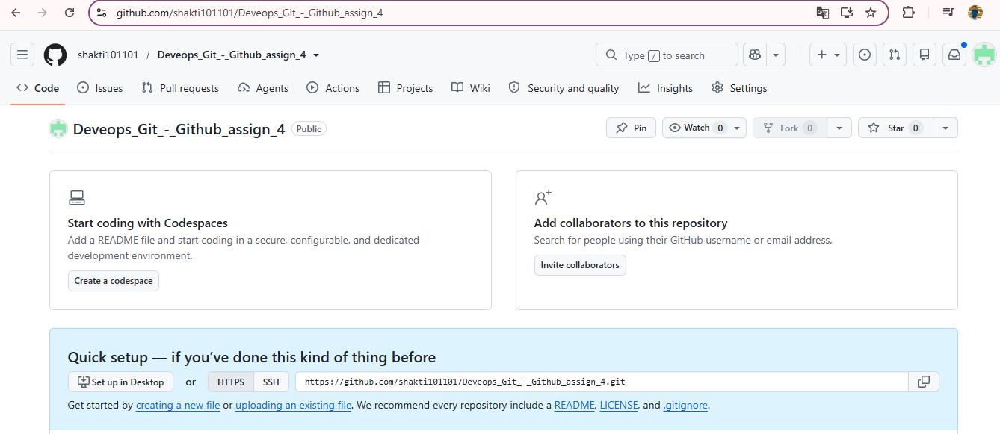 github.com/shakti101101/Deveops_Git_-_Github_assign_4
shakti101101 / Deveops_Git_-_Github_assign_4
Type / to search
Code Issues Pull requests Agents Actions Projects Wiki Security and quality Insights Settings
Deveops_Git_-_Github_assign_4 Public
Pin Watch 0 Fork 0 Star 0
Start coding with Codespaces
Add a README file and start coding in a secure, configurable, and dedicated
development environment.
Create a codespace
Add collaborators to this repository
Search for people using their GitHub username or email address.
Invite collaborators
Quick setup — if you’ve done this kind of thing before
Set up in Desktop or HTTPS SSH https://github.com/shakti101101/Deveops_Git_-_Github_assign_4.git
Get started by creating a new file or uploading an existing file. We recommend every repository include a README, LICENSE, and .gitignore.